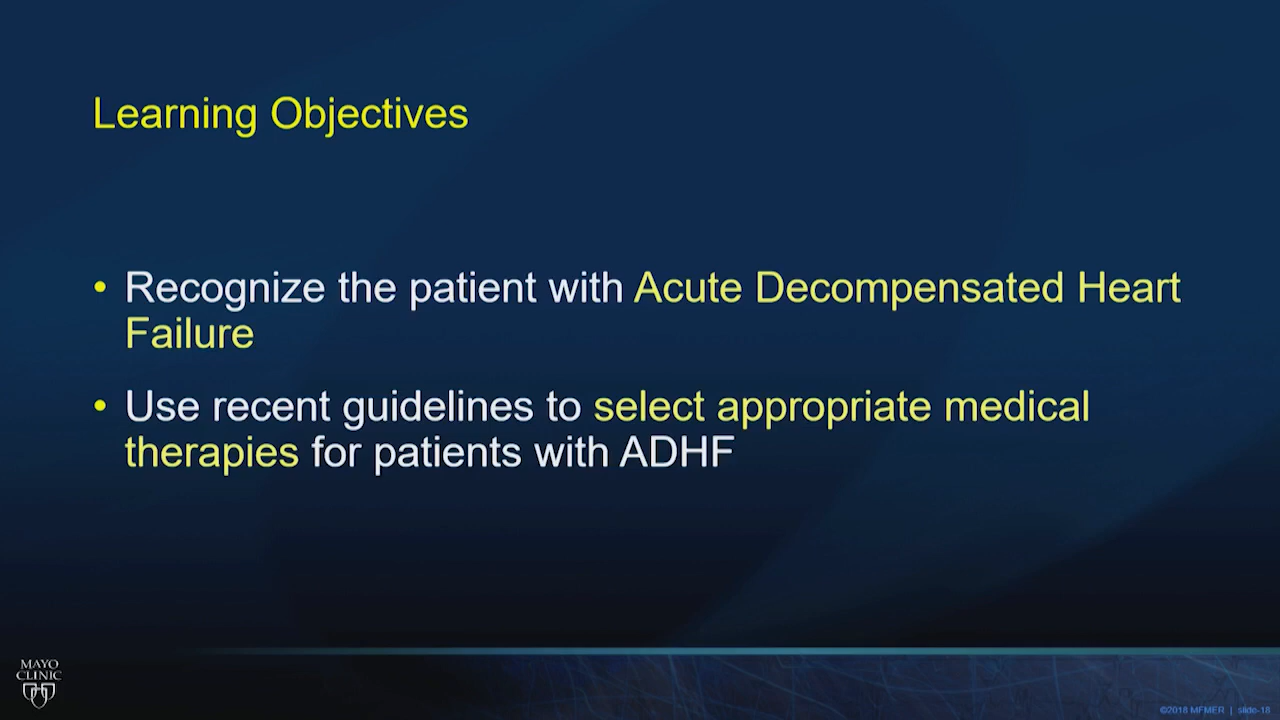 Learning Objectives
• Recognize the patient with Acute Decompensated Heart
Failure
• Use recent guidelines to select appropriate medical
therapies for patients with ADHF
MAYO
CLINIC
©2018 MFMER | slide-18